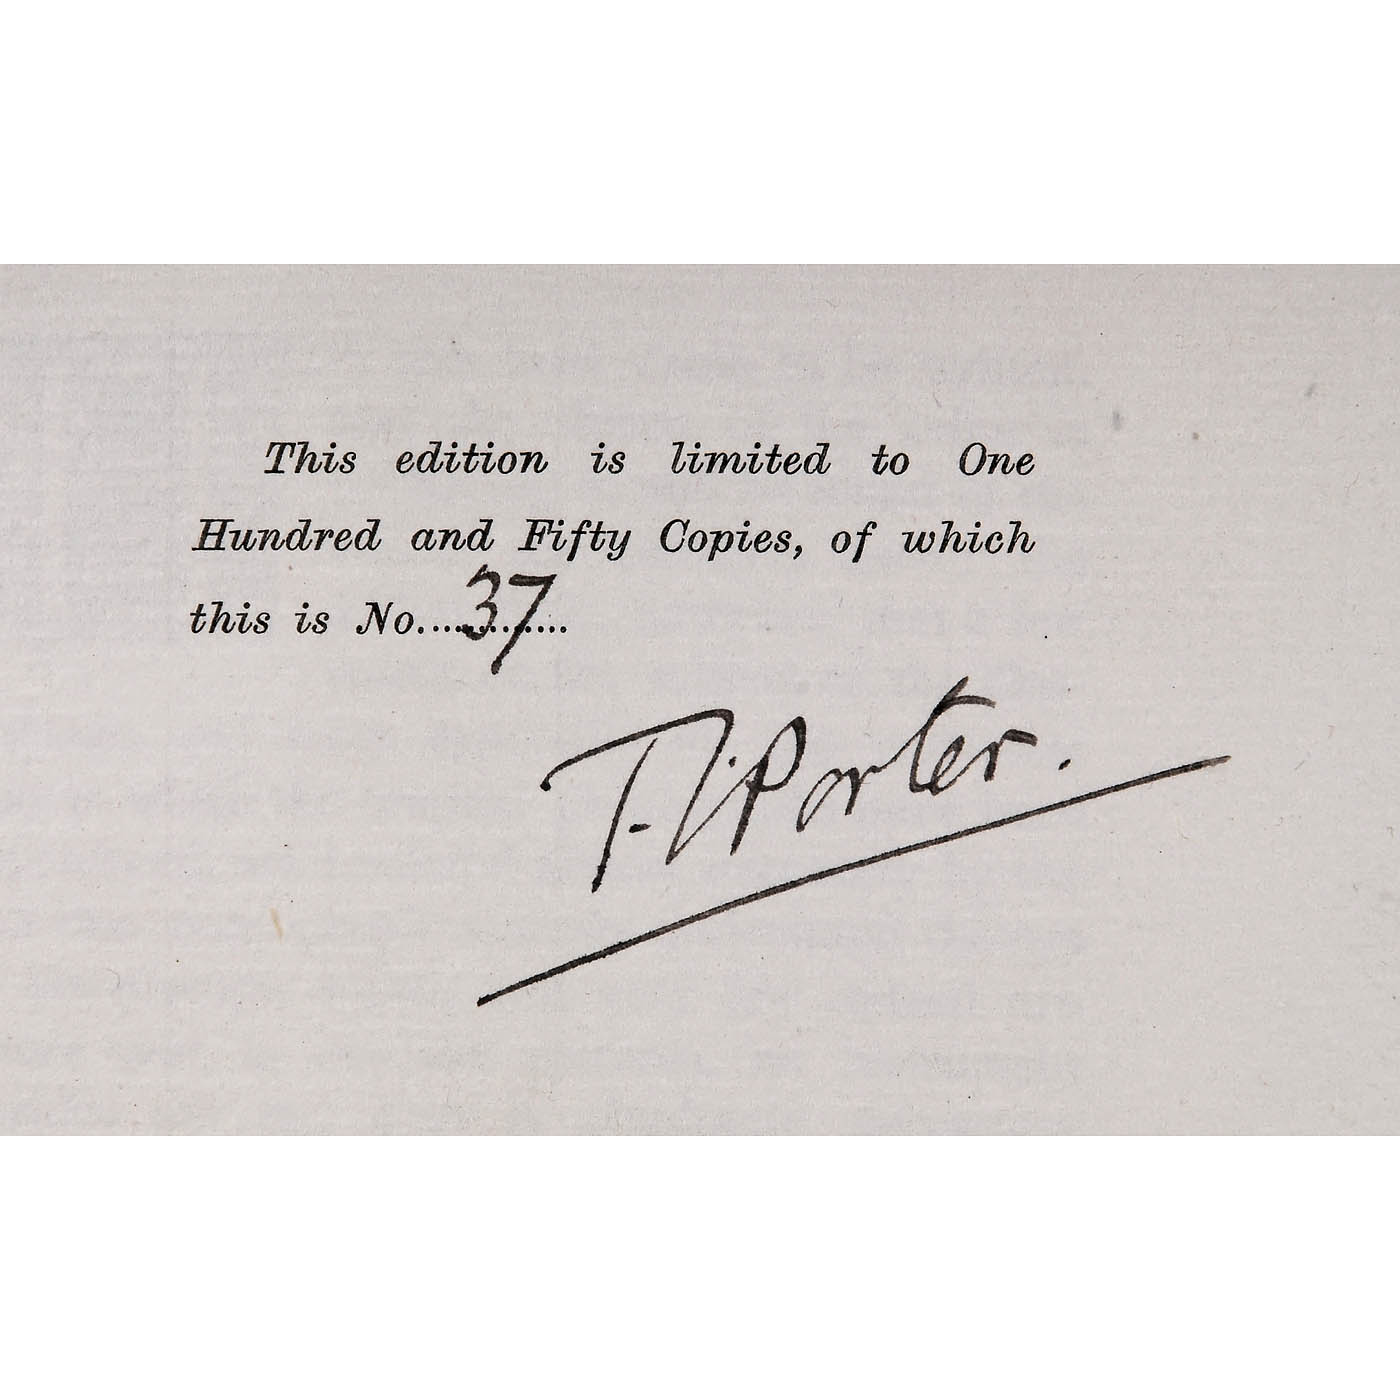 This edition is limited to One
Hundred and Fifty Copies, of which
this is No..............37
T. Porter.